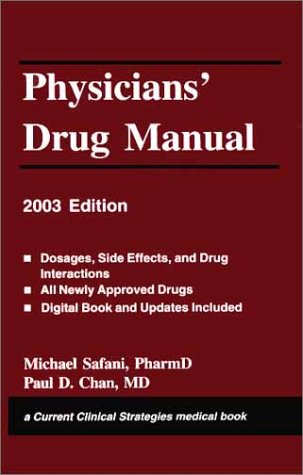 Physicians'
Drug Manual
2003 Edition
■ Dosages, Side Effects, and Drug
Interactions
■ All Newly Approved Drugs
■ Digital Book and Updates Included
Michael Safani, PharmD
Paul D. Chan, MD
a Current Clinical Strategies medical book